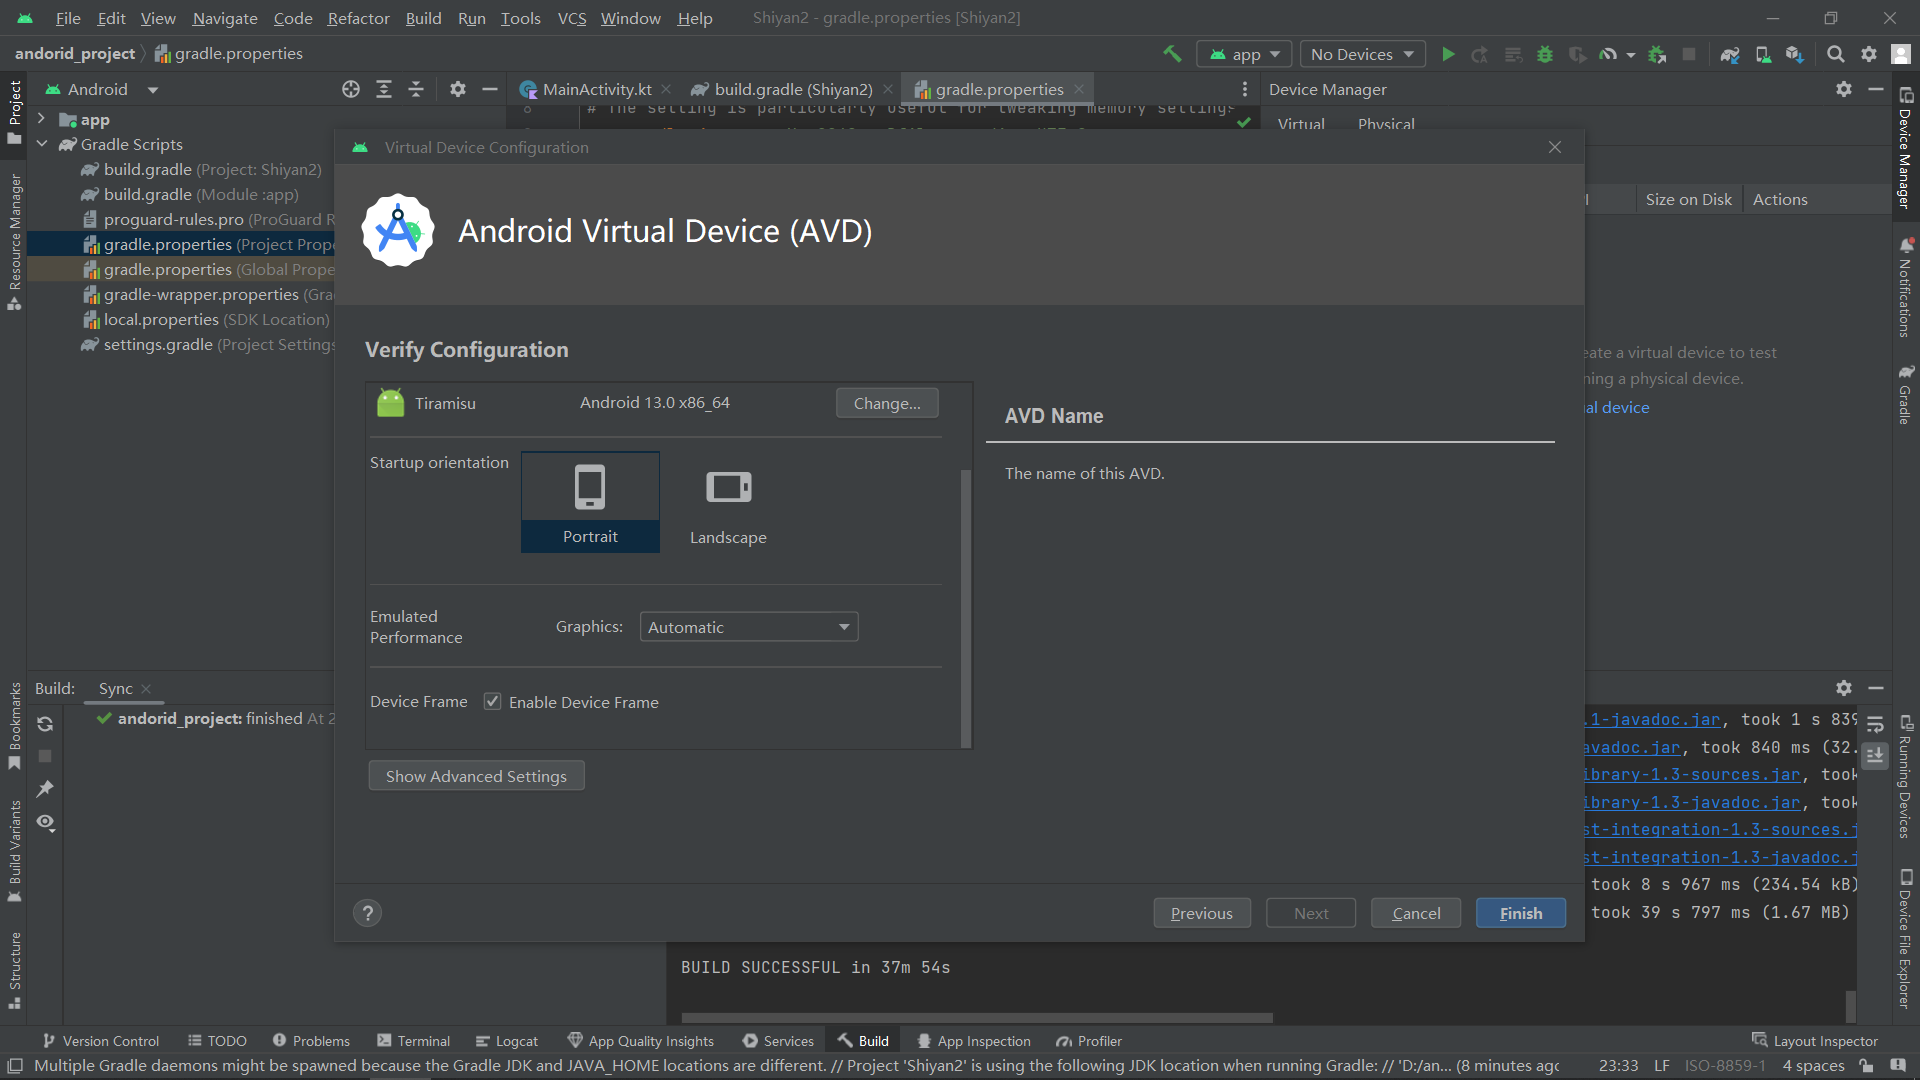 File Edit View Navigate Code Refactor Build Run Tools VCS Window Help Shiyan2 - gradle.properties [Shiyan2]
andorid_project gradle.properties app No Devices
Project
Android
MainActivity.kt build.gradle (Shiyan2) gradle.properties
Device Manager
app
8 # The setting is particularly useful for tweaking memory settings
Virtual Physical
Gradle Scripts
build.gradle (Project: Shiyan2)
build.gradle (Module :app)
proguard-rules.pro (ProGuard R
gradle.properties (Project Prope
gradle.properties (Global Prope
gradle-wrapper.properties (Gra
local.properties (SDK Location)
settings.gradle (Project Settings
Size on Disk Actions
eate a virtual device to test
ning a physical device.
al device
Virtual Device Configuration
Android Virtual Device (AVD)
Verify Configuration
Tiramisu Android 13.0 x86_64 Change...
Startup orientation
Portrait Landscape
Emulated
Performance
Graphics: Automatic
Device Frame Enable Device Frame
Show Advanced Settings
AVD Name
The name of this AVD.
? Previous Next Cancel Finish
Resource Manager
Bookmarks
Build Variants
Structure
Device Manager
Notifications
Gradle
Running Devices
Device File Explorer
Build: Sync
andorid_project: finished At 2
.1-javadoc.jar, took 1 s 839
avadoc.jar, took 840 ms (32.
ibrary-1.3-sources.jar, took
ibrary-1.3-javadoc.jar, took
st-integration-1.3-sources.j
st-integration-1.3-javadoc.j
took 8 s 967 ms (234.54 kB)
took 39 s 797 ms (1.67 MB)
BUILD SUCCESSFUL in 37m 54s
Version Control TODO Problems Terminal Logcat App Quality Insights Services Build App Inspection Profiler Layout Inspector
Multiple Gradle daemons might be spawned because the Gradle JDK and JAVA_HOME locations are different. // Project 'Shiyan2' is using the following JDK location when running Gradle: // 'D:/an... (8 minutes agc 23:33 LF ISO-8859-1 4 spaces